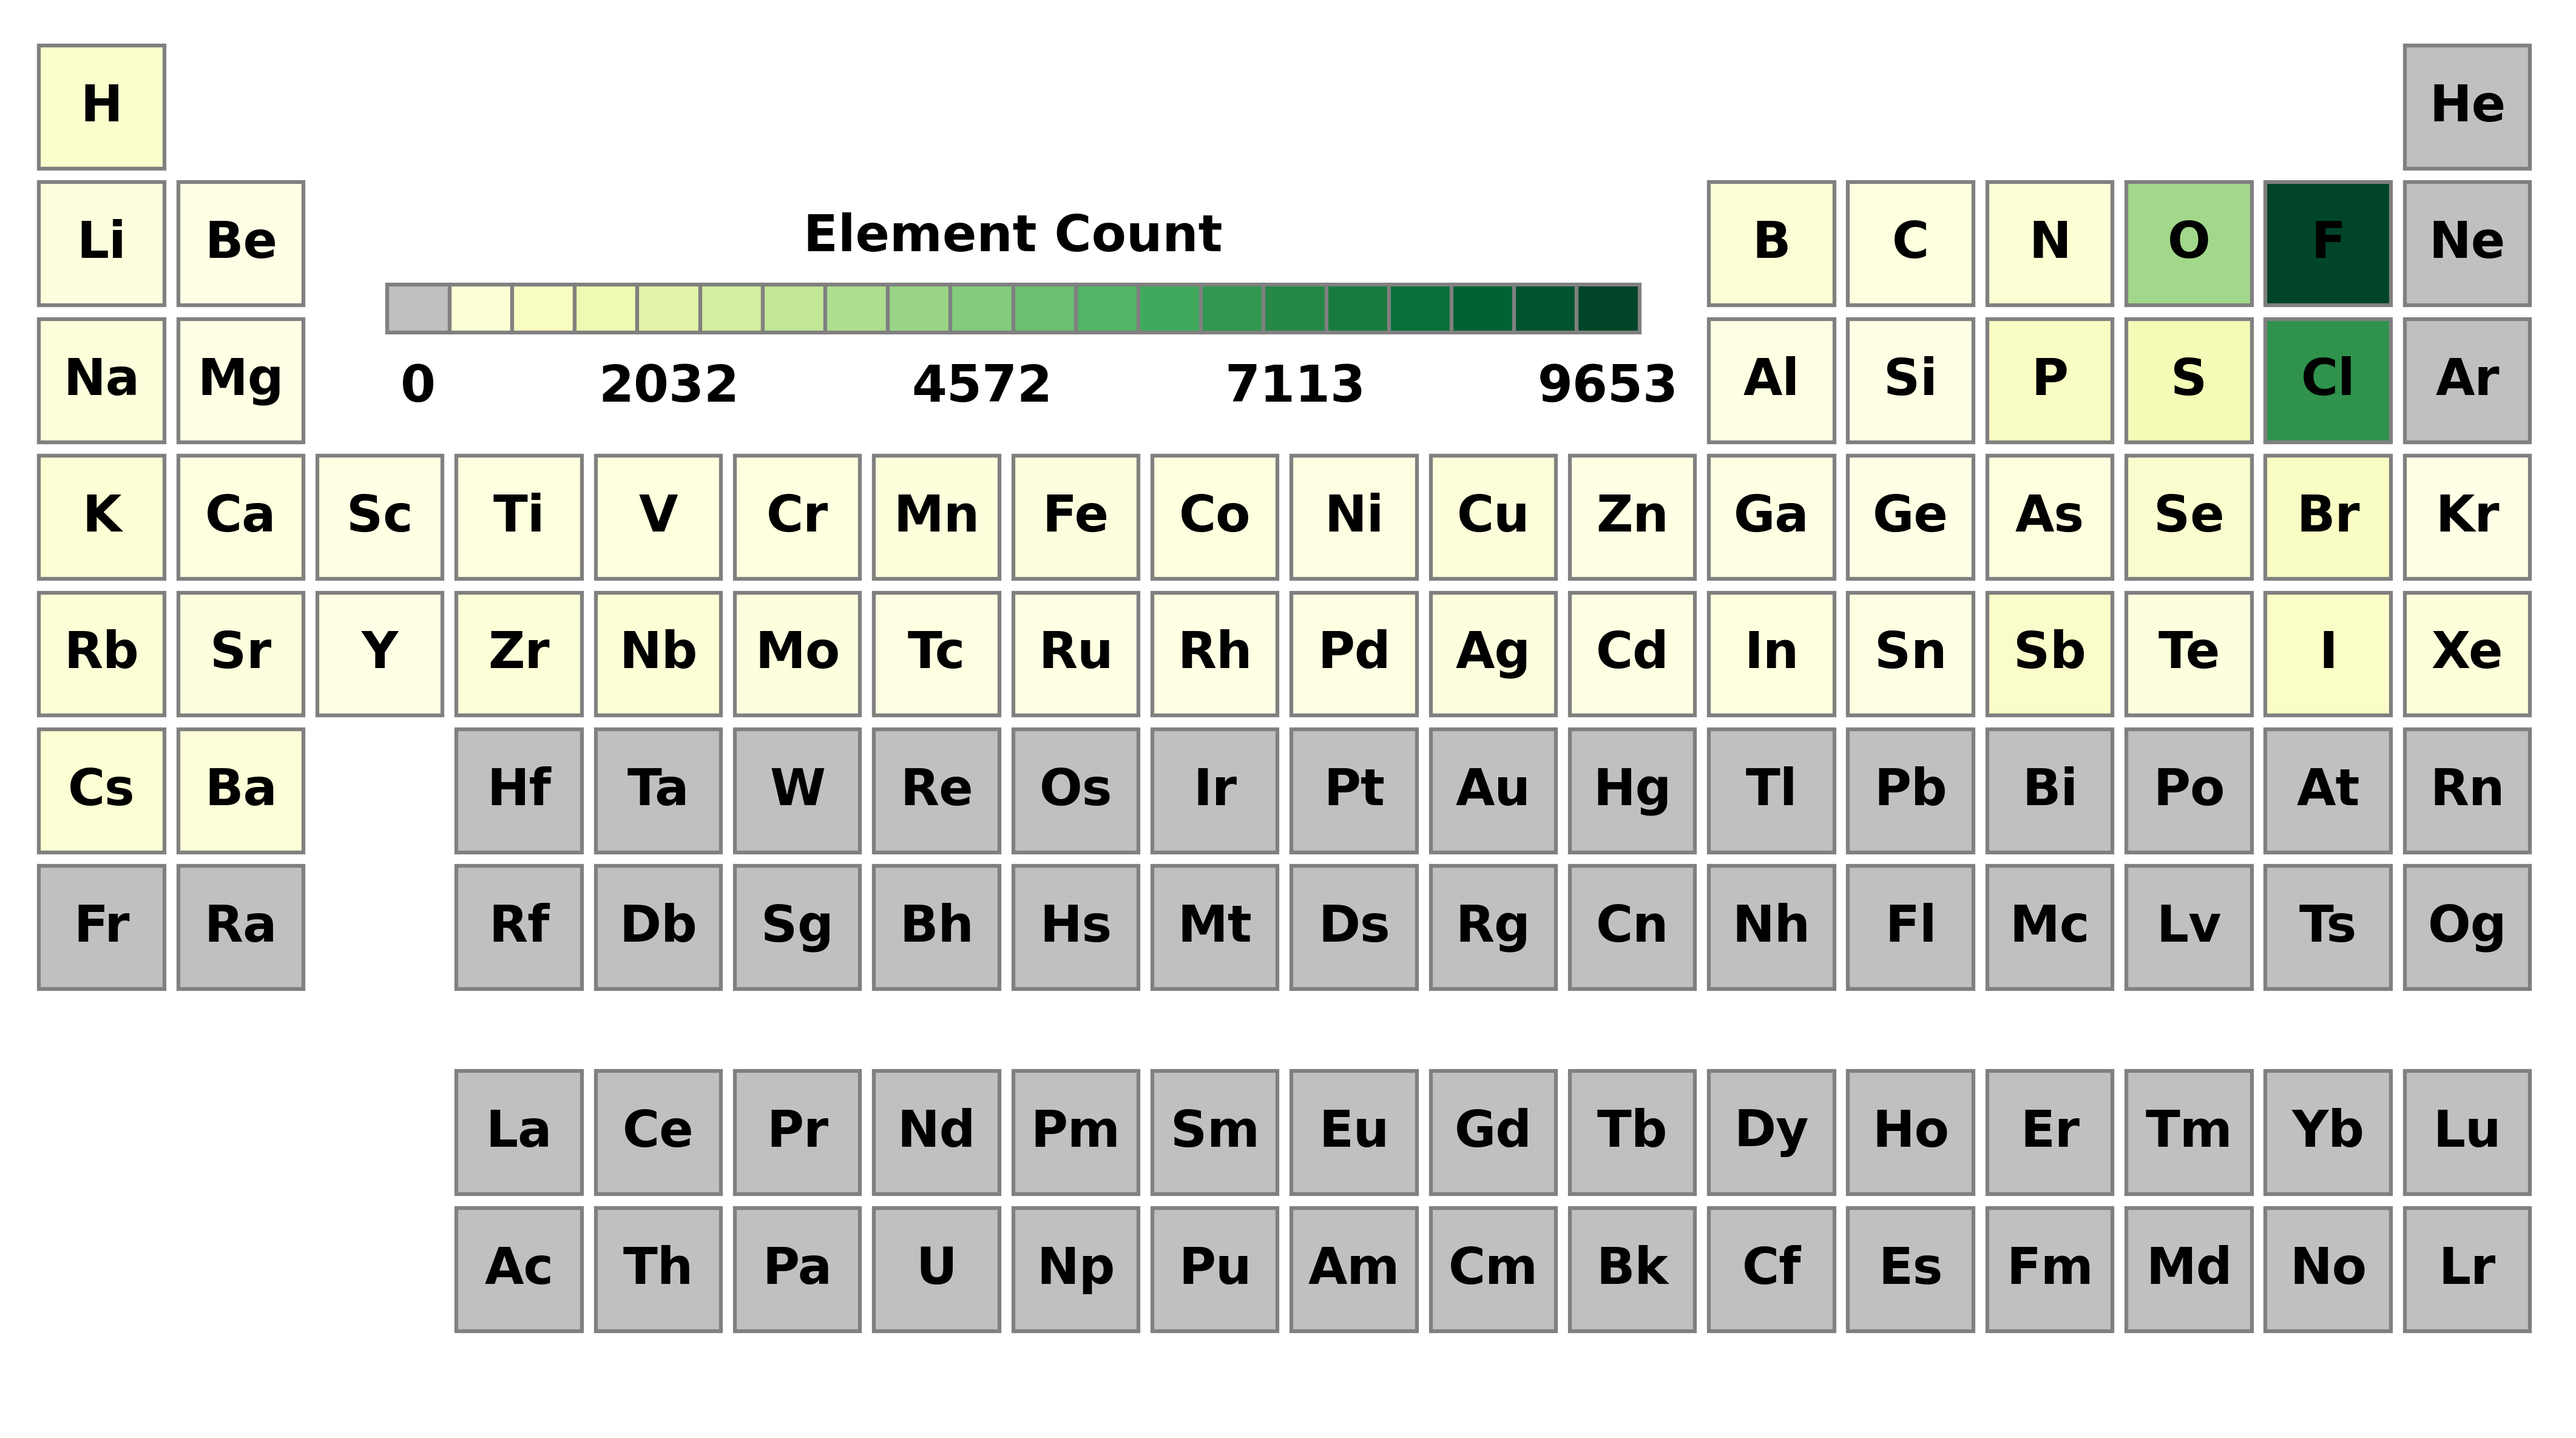 H He
Li Be Element Count B C N O F Ne
Na Mg 0 2032 4572 7113 9653 Al Si P S Cl Ar
K Ca Sc Ti V Cr Mn Fe Co Ni Cu Zn Ga Ge As Se Br Kr
Rb Sr Y Zr Nb Mo Tc Ru Rh Pd Ag Cd In Sn Sb Te I Xe
Cs Ba Hf Ta W Re Os Ir Pt Au Hg Tl Pb Bi Po At Rn
Fr Ra Rf Db Sg Bh Hs Mt Ds Rg Cn Nh Fl Mc Lv Ts Og
La Ce Pr Nd Pm Sm Eu Gd Tb Dy Ho Er Tm Yb Lu
Ac Th Pa U Np Pu Am Cm Bk Cf Es Fm Md No Lr